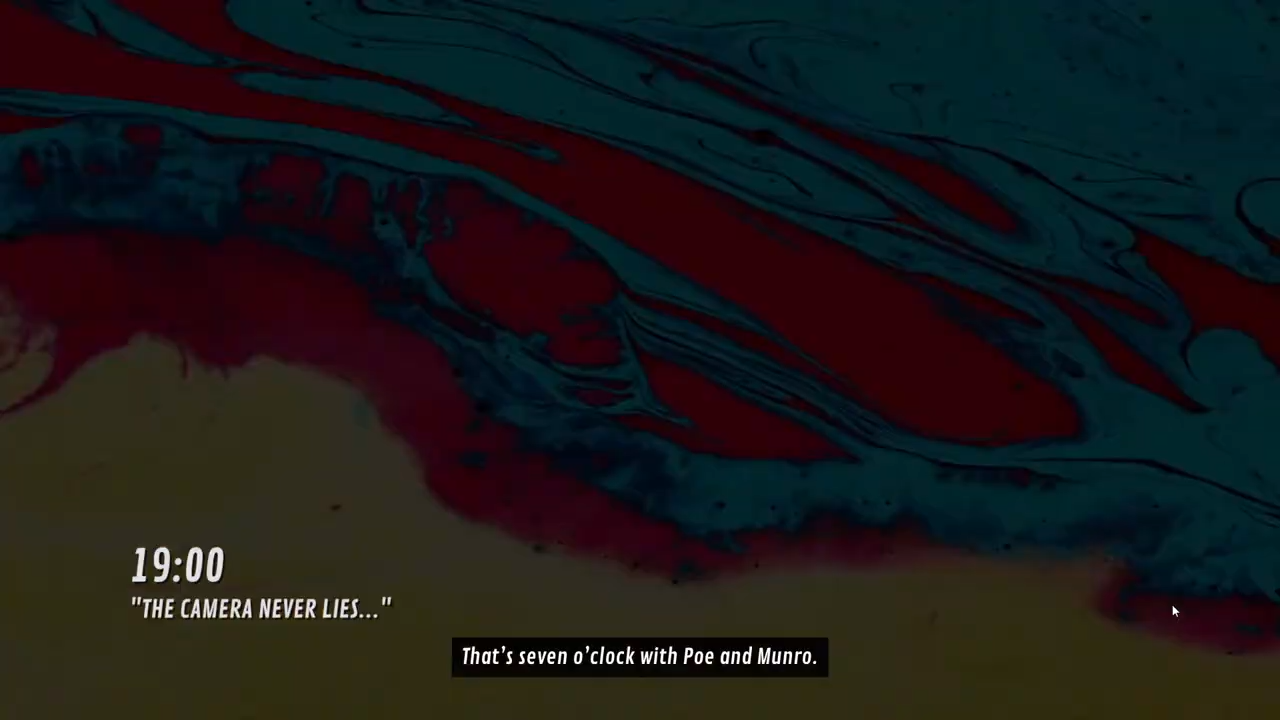 19:00
"THE CAMERA NEVER LIES..."
That's seven o'clock with Poe and Munro.